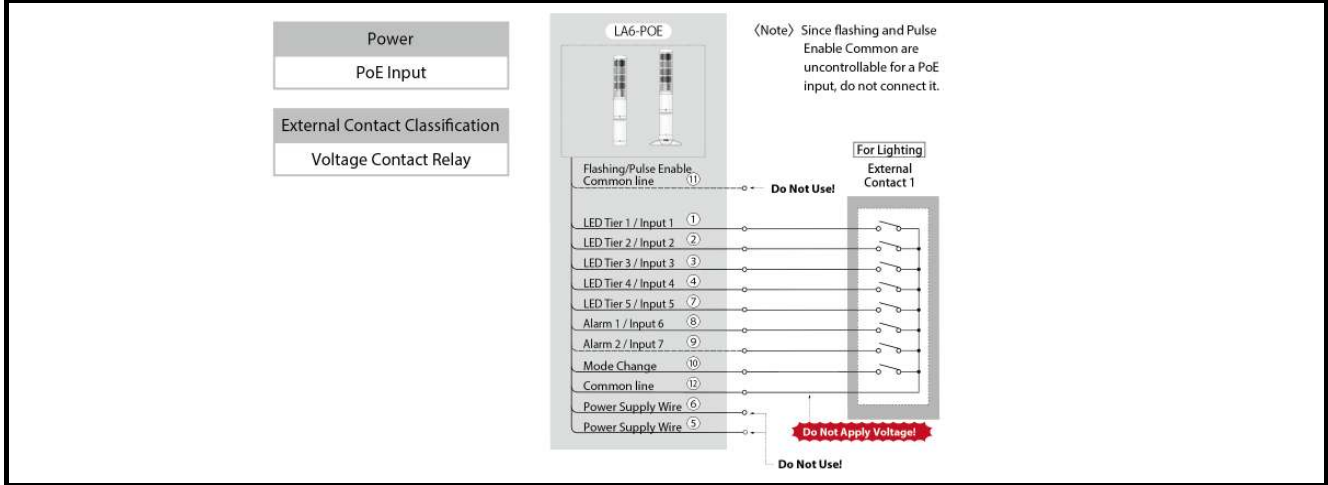 Power
PoE Input
External Contact Classification
Voltage Contact Relay
LA6-POE
〈Note〉 Since flashing and Pulse
Enable Common are
uncontrollable for a PoE
input, do not connect it.
For Lighting
External
Contact 1
Flashing/Pulse Enable
Common line ⑪
Do Not Use!
LED Tier 1 / Input 1 ①
LED Tier 2 / Input 2 ②
LED Tier 3 / Input 3 ③
LED Tier 4 / Input 4 ④
LED Tier 5 / Input 5 ⑦
Alarm 1 / Input 6 ⑧
Alarm 2 / Input 7 ⑨
Mode Change ⑩
Common line ⑫
Power Supply Wire ⑥
Power Supply Wire ⑤
Do Not Apply Voltage!
Do Not Use!